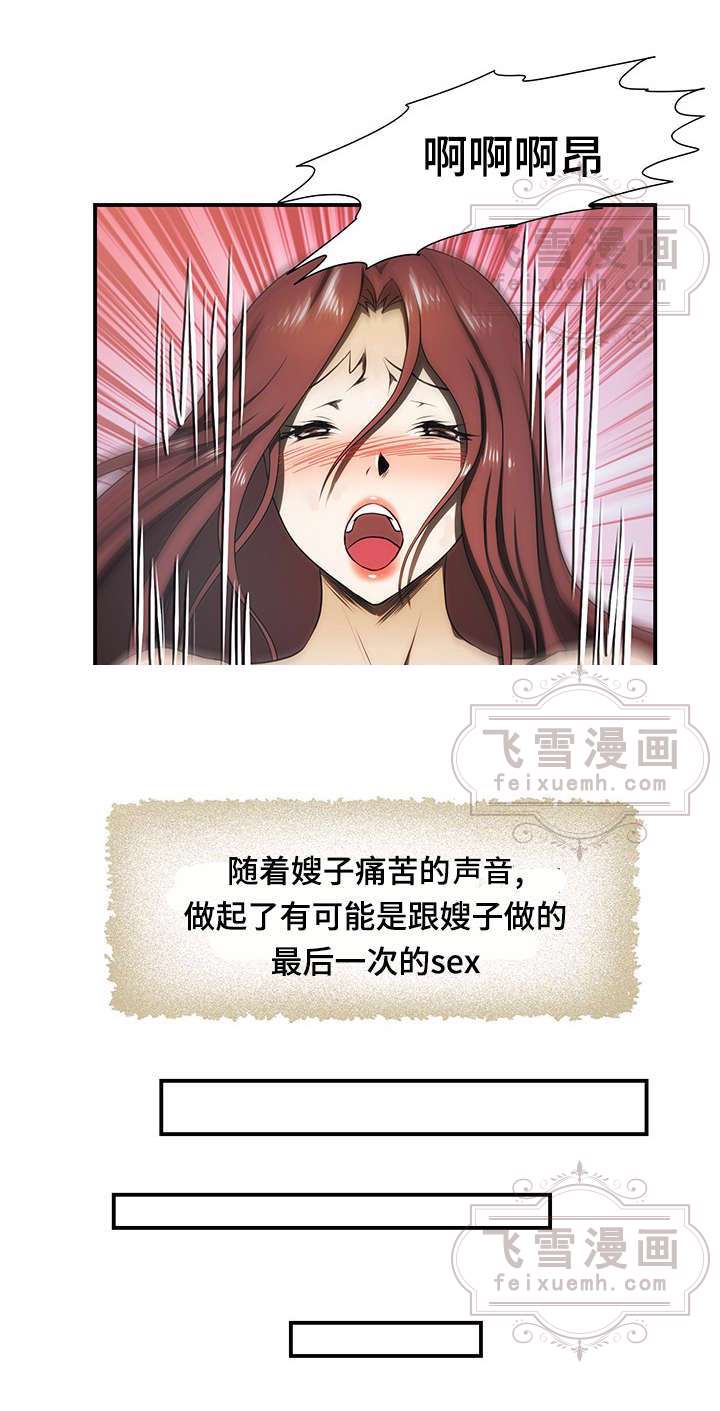 啊啊啊昂
飞雪漫画
feixuemh.com
飞雪漫画
feixuemh.com
随着嫂子痛苦的声音,
做起了有可能是跟嫂子做的
最后一次的sex
飞雪漫画
feixuemh.com